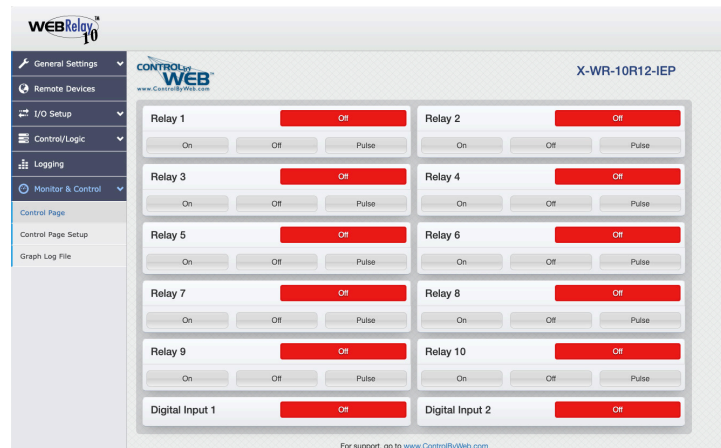 WEBRelay™
10
General Settings
Remote Devices
I/O Setup
Control/Logic
Logging
Monitor & Control
Control Page
Control Page Setup
Graph Log File
CONTROL by
WEB™
www.ControlByWeb.com
X-WR-10R12-IEP
Relay 1 Off
On Off Pulse
Relay 2 Off
On Off Pulse
Relay 3 Off
On Off Pulse
Relay 4 Off
On Off Pulse
Relay 5 Off
On Off Pulse
Relay 6 Off
On Off Pulse
Relay 7 Off
On Off Pulse
Relay 8 Off
On Off Pulse
Relay 9 Off
On Off Pulse
Relay 10 Off
On Off Pulse
Digital Input 1 Off
Digital Input 2 Off
For support, go to www.ControlByWeb.com